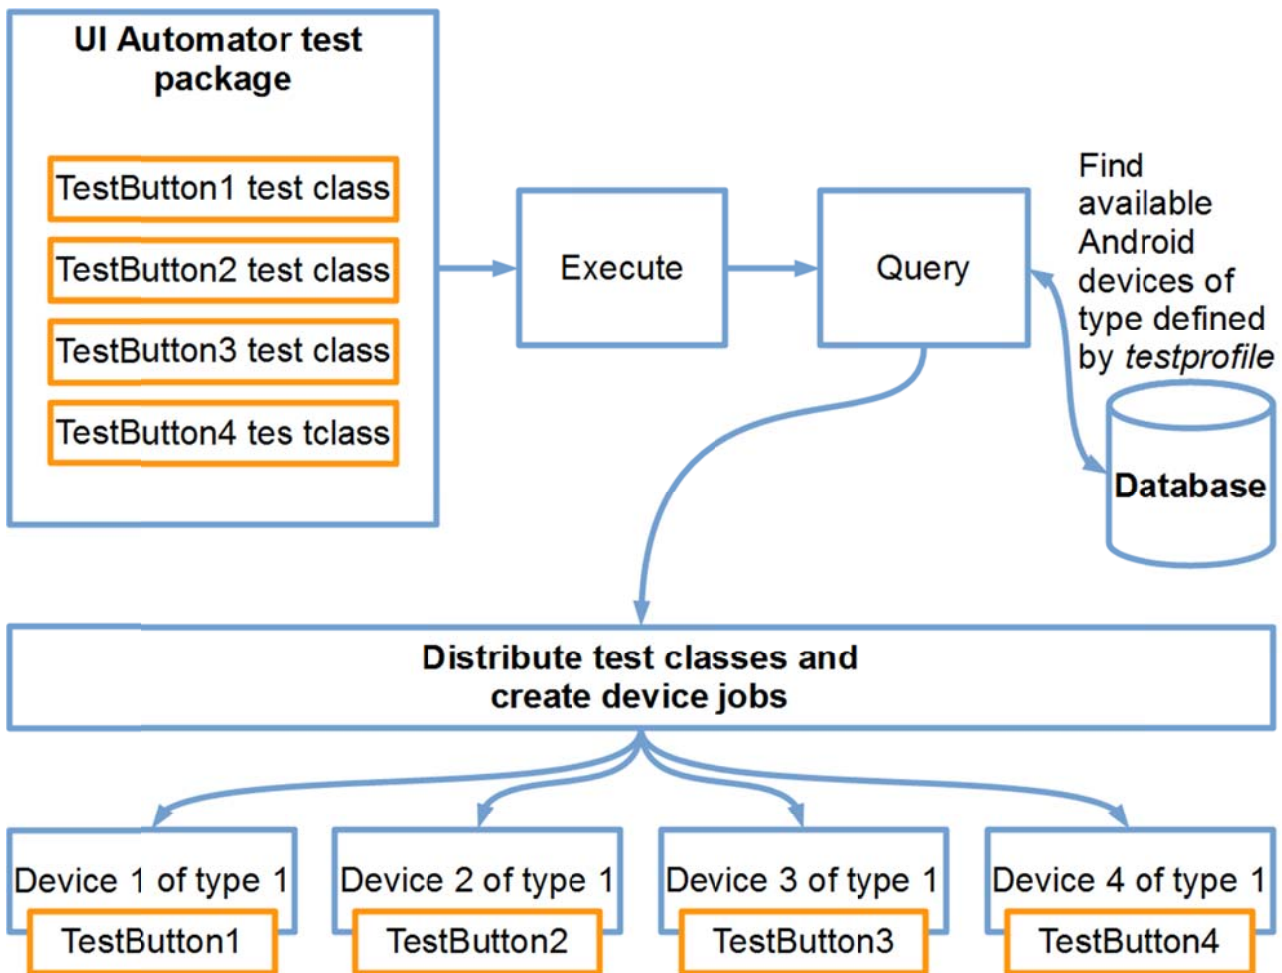 UI Automator test
package
TestButton1 test class
TestButton2 test class
TestButton3 test class
TestButton4 tes tclass
Execute
Query
Find
available
Android
devices of
type defined
by testprofile
Database
Distribute test classes and
create device jobs
Device 1 of type 1
TestButton1
Device 2 of type 1
TestButton2
Device 3 of type 1
TestButton3
Device 4 of type 1
TestButton4